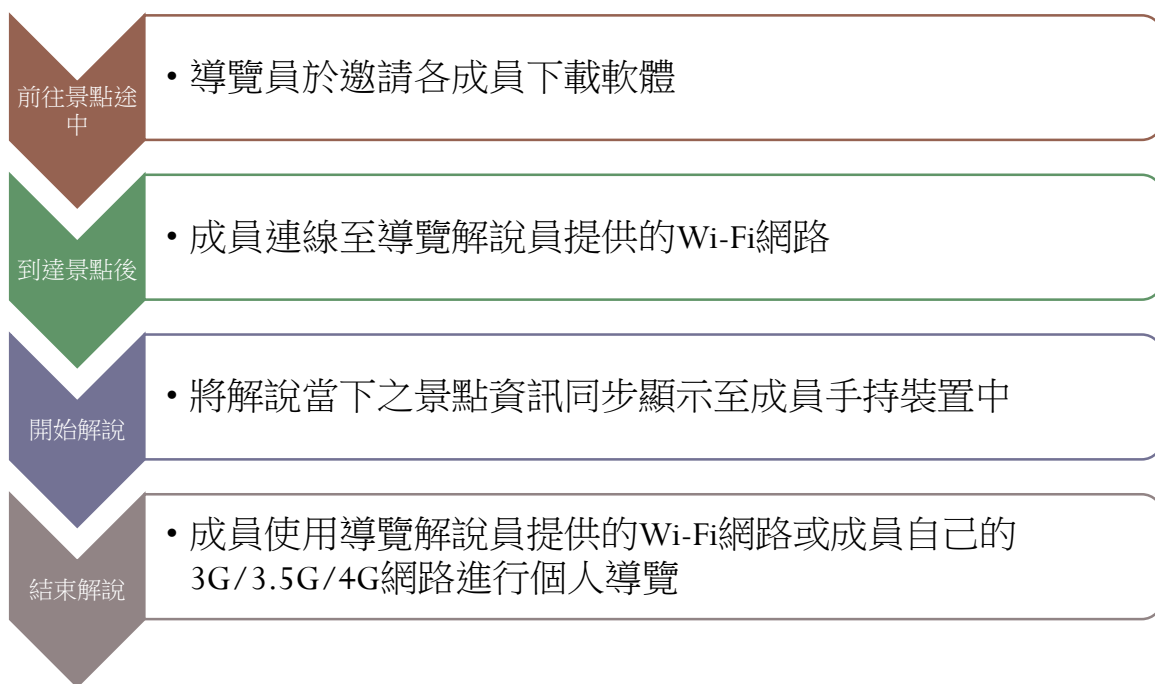 前往景點途
中
• 導覽員於邀請各成員下載軟體
到達景點後
• 成員連線至導覽解說員提供的Wi-Fi網路
開始解說
• 將解說當下之景點資訊同步顯示至成員手持裝置中
結束解說
• 成員使用導覽解說員提供的Wi-Fi網路或成員自己的
3G/3.5G/4G網路進行個人導覽